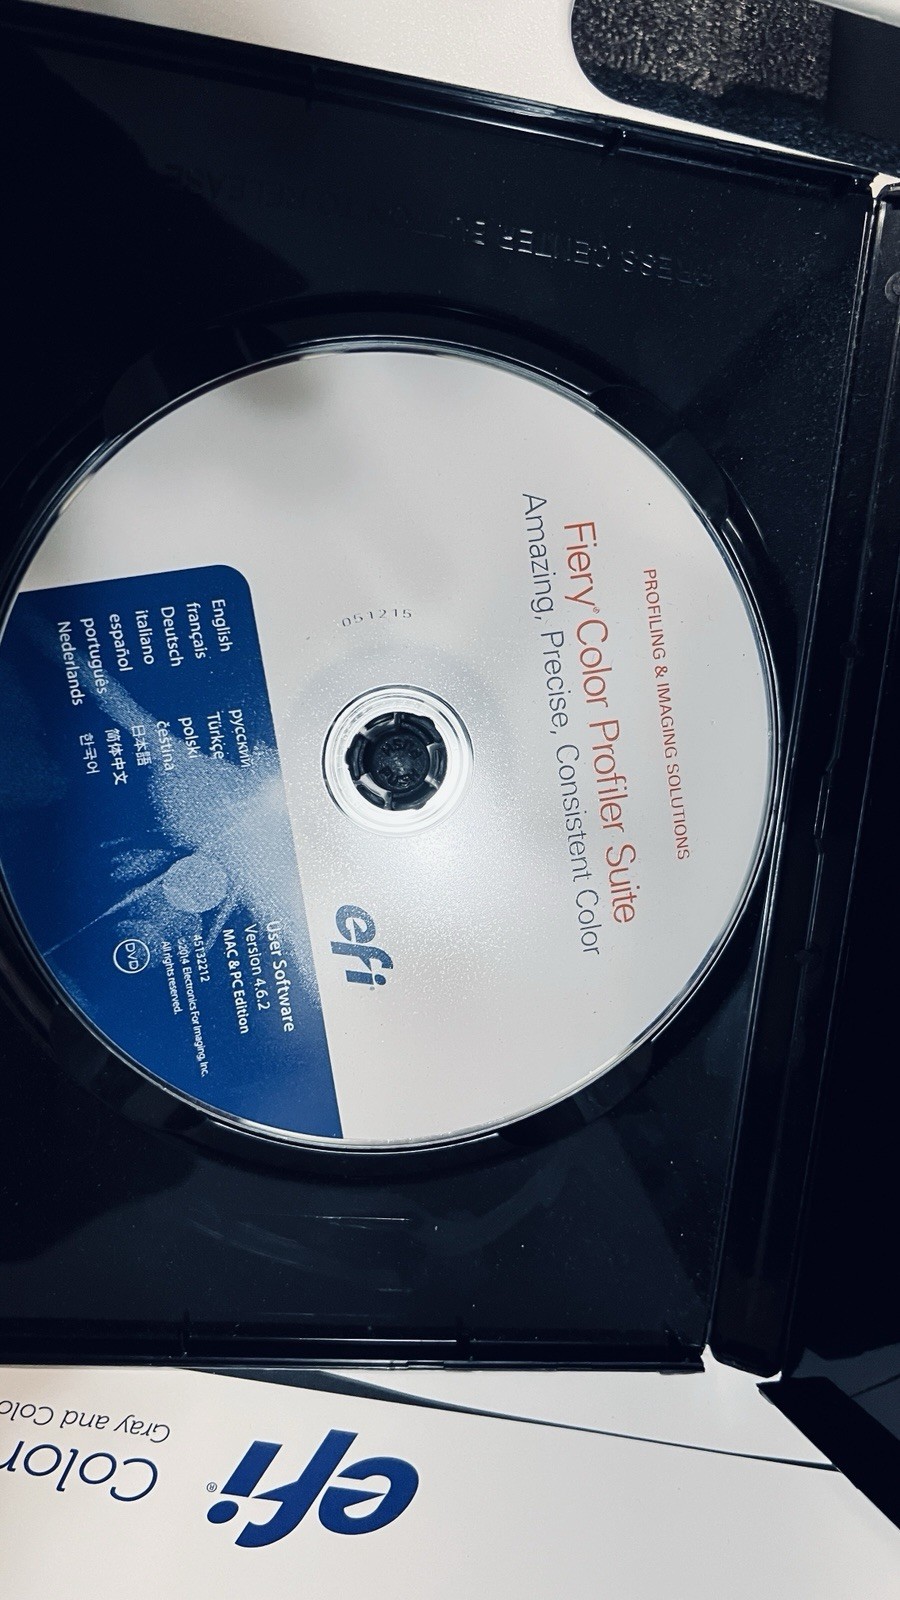 PROFILING & IMAGING SOLUTIONS
Fiery® Color Profiler Suite
Amazing, Precise, Consistent Color
051215
efi
English
français
Deutsch
italiano
español
português
Nederlands
русский
Türkçe
polski
čeština
日本語
简体中文
한국어
User Software
Version 4.6.2
MAC & PC Edition
45132212
©2014 Electronics For Imaging, Inc.
All rights reserved.
DVD
PRESS CENTER
efi®
Color
Gray and